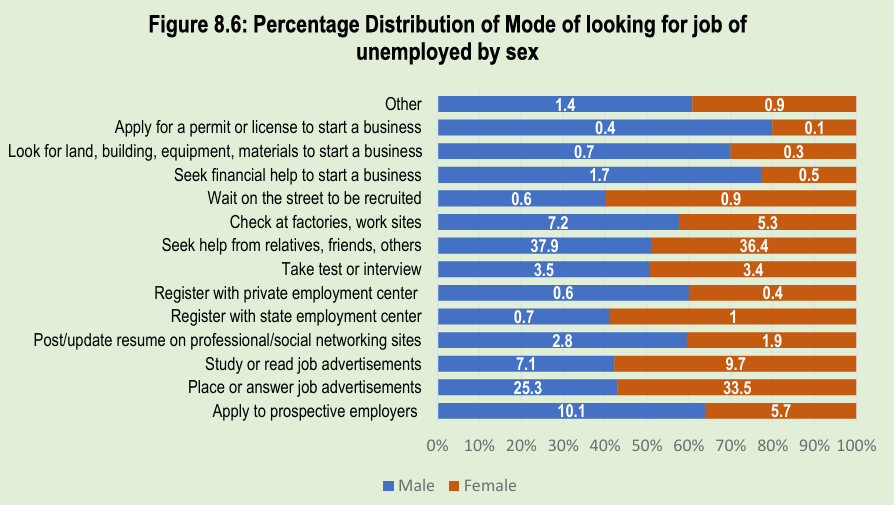 Figure 8.6: Percentage Distribution of Mode of looking for job of
unemployed by sex
Other 1.4 0.9
Apply for a permit or license to start a business 0.4 0.1
Look for land, building, equipment, materials to start a business 0.7 0.3
Seek financial help to start a business 1.7 0.5
Wait on the street to be recruited 0.6 0.9
Check at factories, work sites 7.2 5.3
Seek help from relatives, friends, others 37.9 36.4
Take test or interview 3.5 3.4
Register with private employment center 0.6 0.4
Register with state employment center 0.7 1
Post/update resume on professional/social networking sites 2.8 1.9
Study or read job advertisements 7.1 9.7
Place or answer job advertisements 25.3 33.5
Apply to prospective employers 10.1 5.7
0% 10% 20% 30% 40% 50% 60% 70% 80% 90% 100%
Male Female